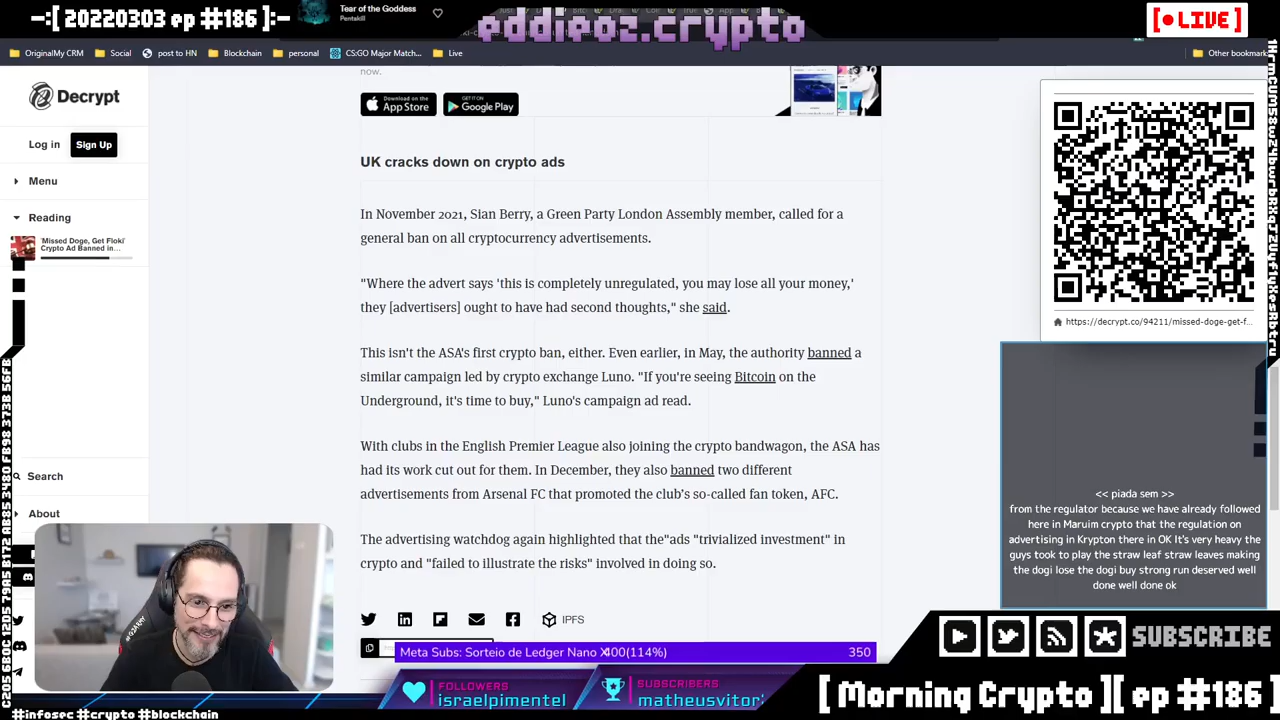 -:[ 20220303 ep #186 ]:-
Tear of the Goddess
Pentakill
eddieoz.crypto
[ • LIVE ]
OriginalMy CRM
Social
post to HN
Blockchain
personal
CS:GO Major Match...
Live
Other bookmark
Decrypt
Log in
Sign Up
Menu
Reading
'Missed Doge, Get Floki'
Crypto Ad Banned in...
Search
About
now.
Download on the
App Store
GET IT ON
Google Play
UK cracks down on crypto ads
In November 2021, Sian Berry, a Green Party London Assembly member, called for a
general ban on all cryptocurrency advertisements.
"Where the advert says 'this is completely unregulated, you may lose all your money,'
they [advertisers] ought to have had second thoughts," she said.
This isn't the ASA's first crypto ban, either. Even earlier, in May, the authority banned a
similar campaign led by crypto exchange Luno. "If you're seeing Bitcoin on the
Underground, it's time to buy," Luno's campaign ad read.
With clubs in the English Premier League also joining the crypto bandwagon, the ASA has
had its work cut out for them. In December, they also banned two different
advertisements from Arsenal FC that promoted the club's so-called fan token, AFC.
The advertising watchdog again highlighted that the"ads "trivialized investment" in
crypto and "failed to illustrate the risks" involved in doing so.
IPFS
https://decrypt.co/94211/missed-doge-get-f...
<< piada sem >>
from the regulator because we have already followed
here in Maruim crypto that the regulation on
advertising in Krypton there in OK It's very heavy the
guys took to play the straw leaf straw leaves making
the dogi lose the dogi buy strong run deserved well
done well done ok
Meta Subs: Sorteio de Ledger Nano X
400(114%)
350
FOLLOWERS
israelpimentel
SUBSCRIBERS
matheusvitor
SUBSCRIBE
[ Morning Crypto ][ ep #186 ]
#infosec #crypto #blockchain